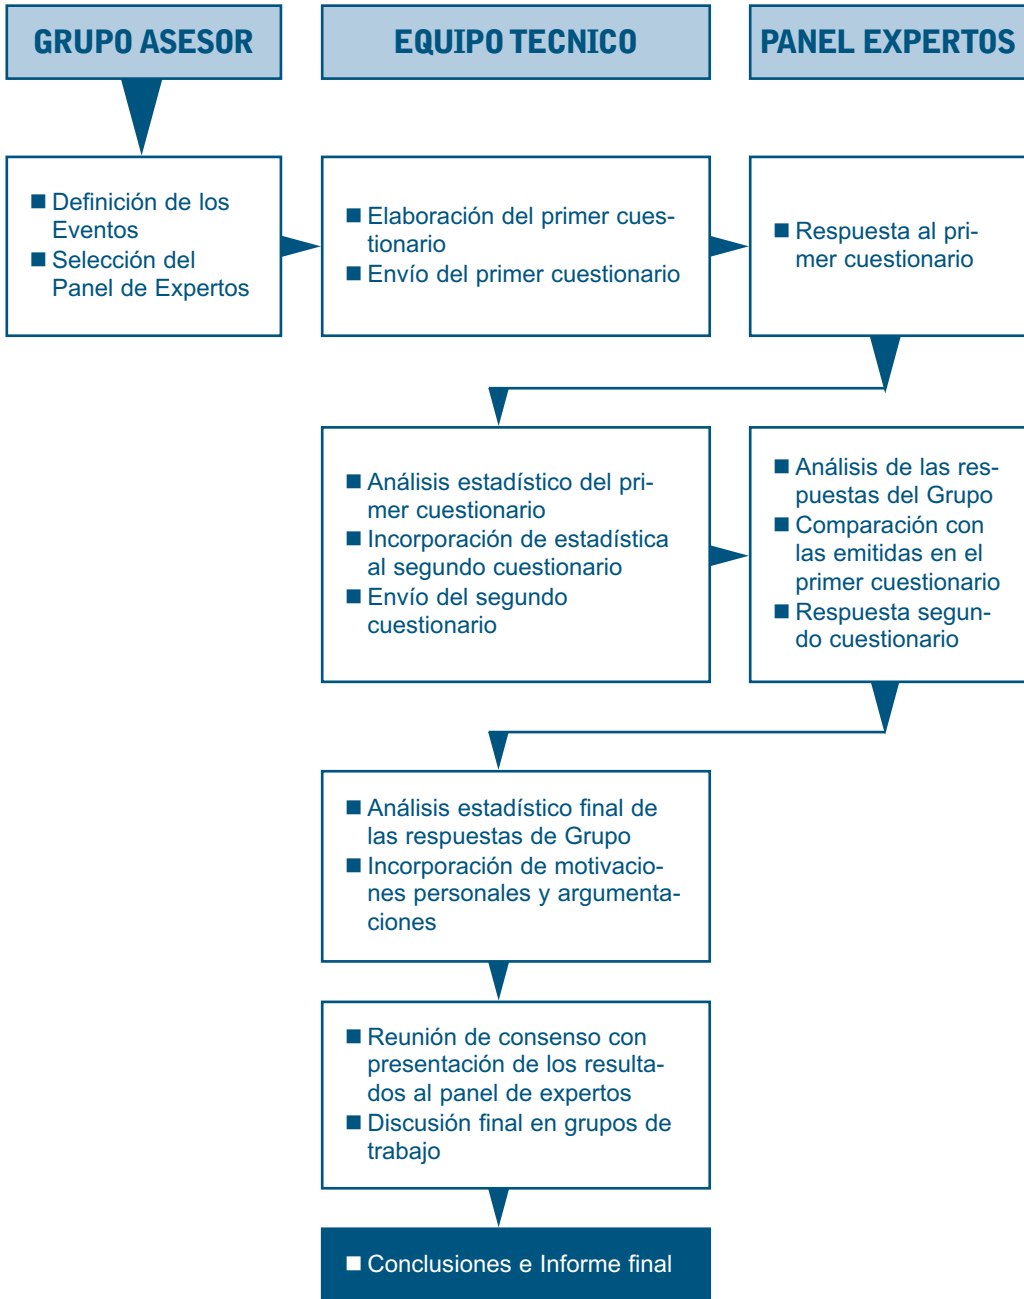 GRUPO ASESOR
EQUIPO TECNICO
PANEL EXPERTOS
■ Definición de los
Eventos
■ Selección del
Panel de Expertos
■ Elaboración del primer cues-
tionario
■ Envío del primer cuestionario
■ Respuesta al pri-
mer cuestionario
■ Análisis estadístico del pri-
mer cuestionario
■ Incorporación de estadística
al segundo cuestionario
■ Envío del segundo
cuestionario
■ Análisis de las res-
puestas del Grupo
■ Comparación con
las emitidas en el
primer cuestionario
■ Respuesta segun-
do cuestionario
■ Análisis estadístico final de
las respuestas de Grupo
■ Incorporación de motivacio-
nes personales y argumenta-
ciones
■ Reunión de consenso con
presentación de los resulta-
dos al panel de expertos
■ Discusión final en grupos de
trabajo
■ Conclusiones e Informe final